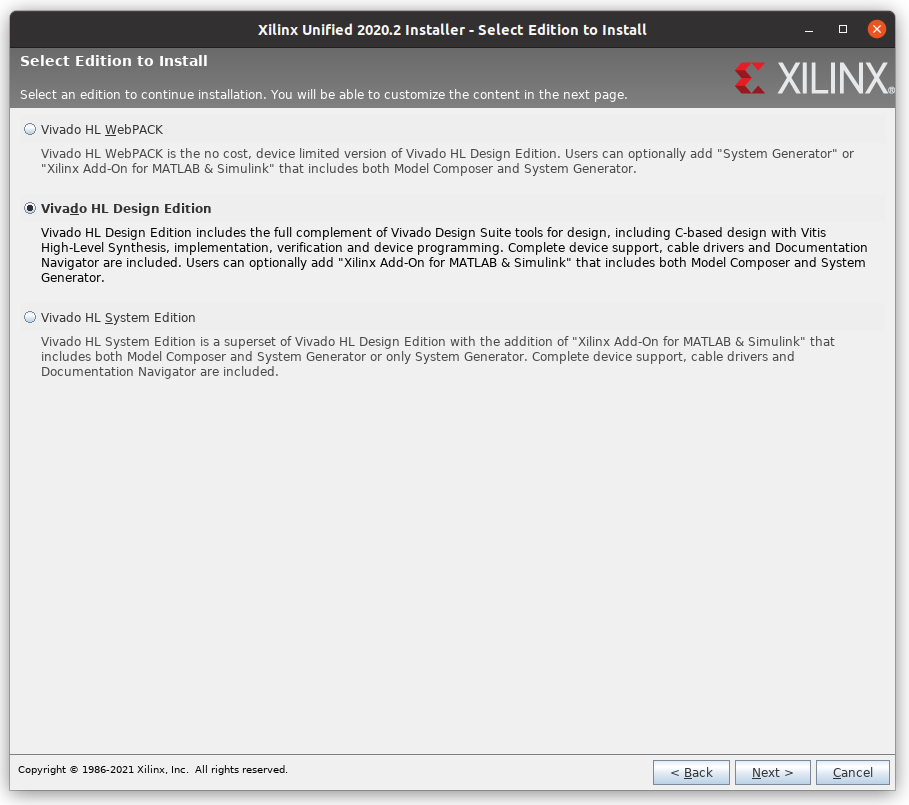 Xilinx Unified 2020.2 Installer - Select Edition to Install
Select Edition to Install
Select an edition to continue installation. You will be able to customize the content in the next page.
XILINX®
Vivado HL WebPACK
Vivado HL WebPACK is the no cost, device limited version of Vivado HL Design Edition. Users can optionally add "System Generator" or
"Xilinx Add-On for MATLAB & Simulink" that includes both Model Composer and System Generator.
Vivado HL Design Edition
Vivado HL Design Edition includes the full complement of Vivado Design Suite tools for design, including C-based design with Vitis
High-Level Synthesis, implementation, verification and device programming. Complete device support, cable drivers and Documentation
Navigator are included. Users can optionally add "Xilinx Add-On for MATLAB & Simulink" that includes both Model Composer and System
Generator.
Vivado HL System Edition
Vivado HL System Edition is a superset of Vivado HL Design Edition with the addition of "Xilinx Add-On for MATLAB & Simulink" that
includes both Model Composer and System Generator or only System Generator. Complete device support, cable drivers and
Documentation Navigator are included.
Copyright © 1986-2021 Xilinx, Inc.  All rights reserved.
< Back
Next >
Cancel